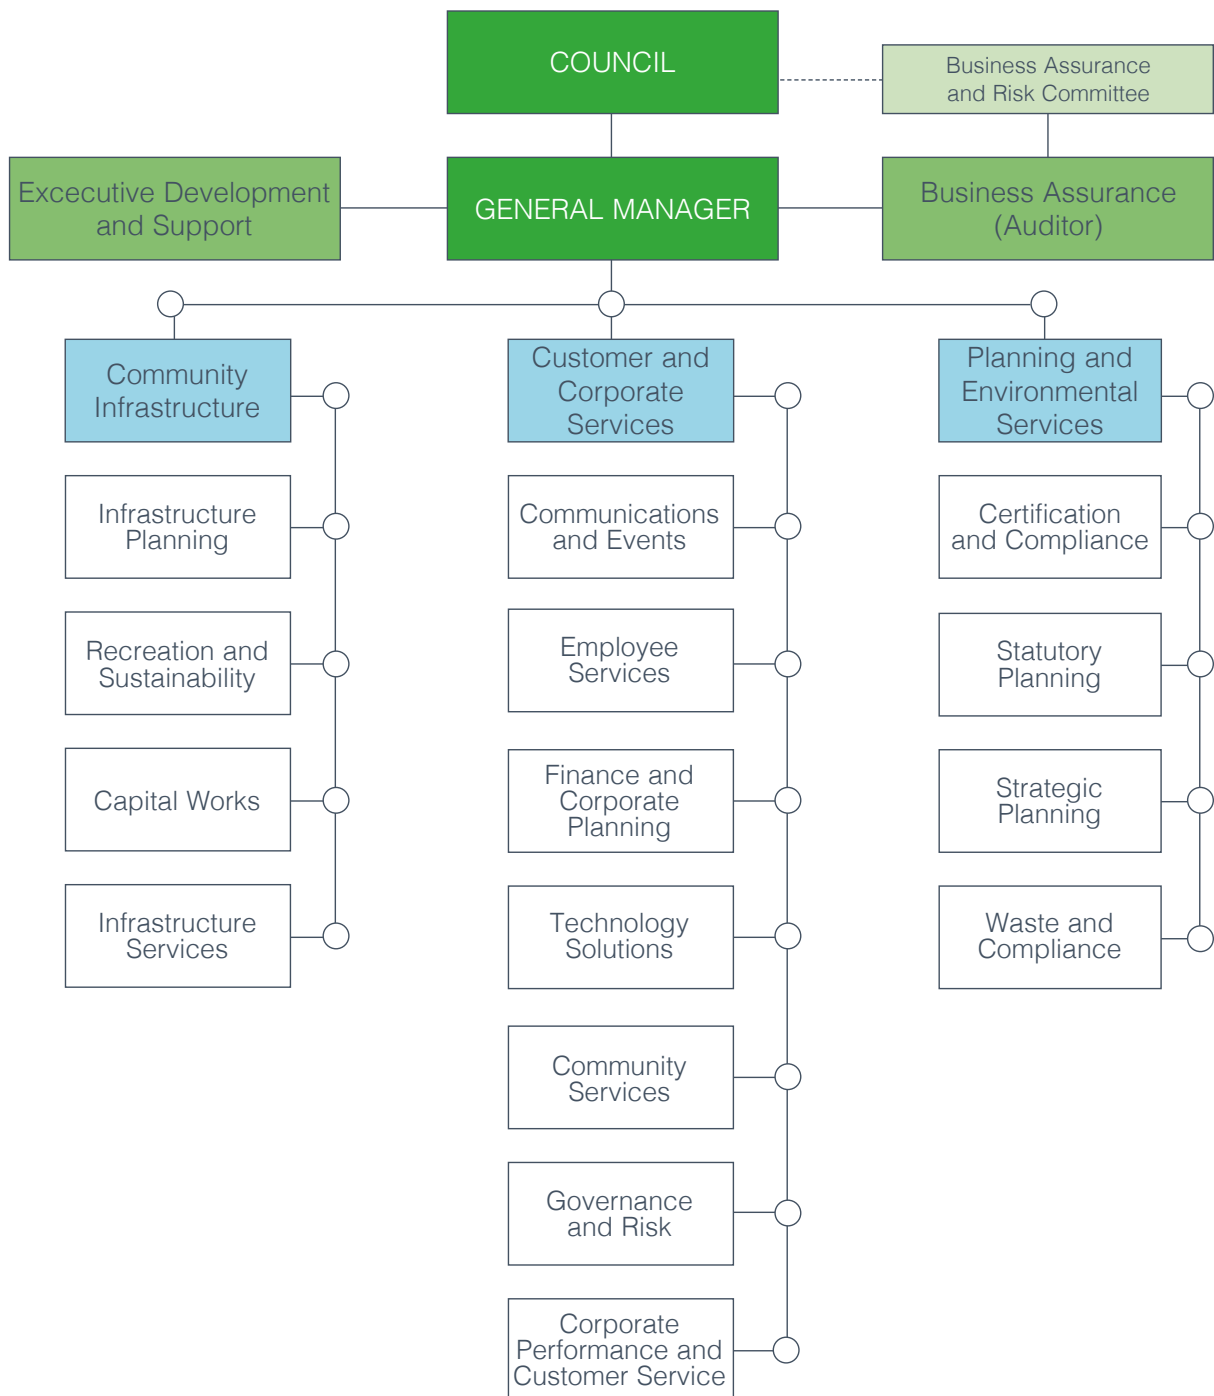 COUNCIL
Business Assurance
and Risk Committee
Excecutive Development
and Support
GENERAL MANAGER
Business Assurance
(Auditor)
Community
Infrastructure
Customer and
Corporate
Services
Planning and
Environmental
Services
Infrastructure
Planning
Communications
and Events
Certification
and Compliance
Recreation and
Sustainability
Employee
Services
Statutory
Planning
Capital Works
Finance and
Corporate
Planning
Strategic
Planning
Infrastructure
Services
Technology
Solutions
Waste and
Compliance
Community
Services
Governance
and Risk
Corporate
Performance and
Customer Service